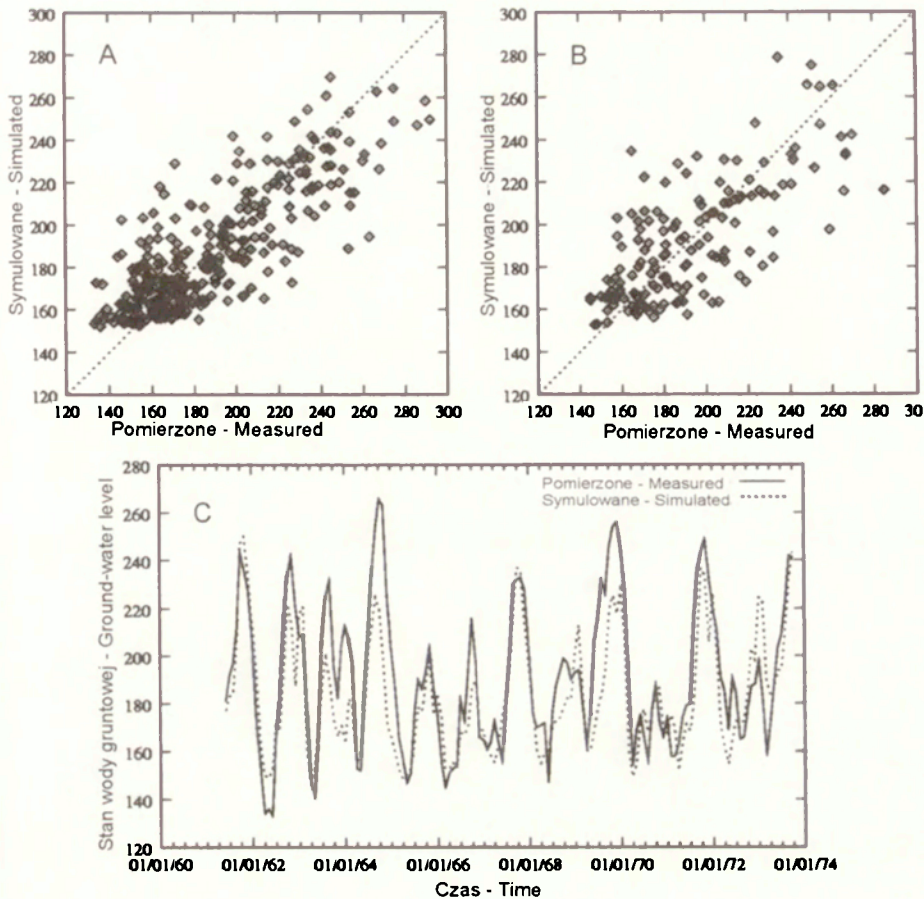 300
280
260
240
220
200
180
160
140
120
Symulowane - Simulated
A
120 140 160 180 200 220 240 260 280 300
Pomierzone - Measured
300
280
260
240
220
200
180
160
140
120
Symulowane - Simulated
B
120 140 160 180 200 220 240 260 280 30
Pomierzone - Measured
280
260
240
220
200
180
160
140
120
Stan wody gruntowej - Ground-water level
C
Pomierzone - Measured
Symulowane - Simulated
01/01/60 01/01/62 01/01/64 01/01/66 01/01/68 01/01/70 01/01/72 01/01/74
Czas - Time